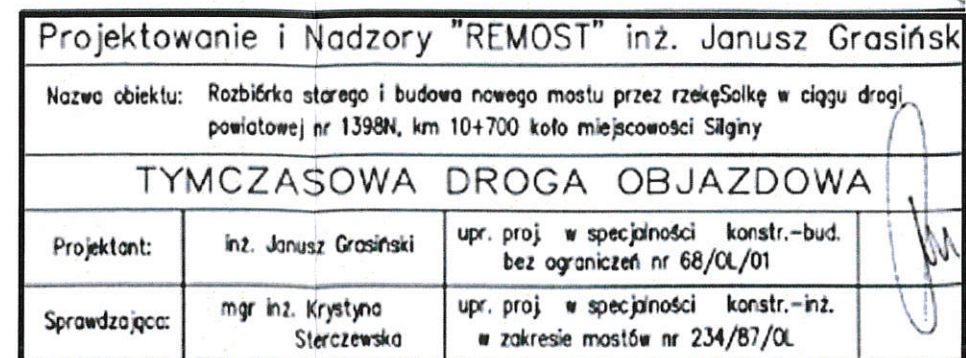 Projektowanie i Nadzory "REMOST" inż. Janusz Grasińsk
Nazwa obiektu: Rozbiórka starego i budowa nowego mostu przez rzekęSolkę w ciągu drogi
powiatowej nr 1398N, km 10+700 koło miejscowości Silginy
TYMCZASOWA DROGA OBJAZDOWA
Projektant: inż. Janusz Grasiński upr. proj. w specjalności konstr.-bud.
bez ograniczeń nr 68/OL/01
Sprawdzająca: mgr inż. Krystyna Sterczewska upr. proj. w specjalności konstr.-inż.
w zakresie mostów nr 234/87/OL